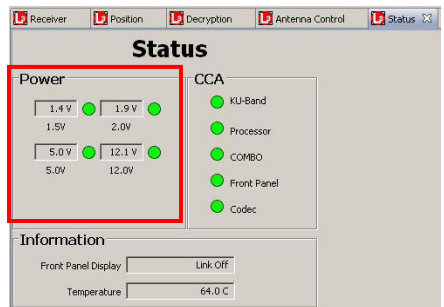 Receiver Position Decryption Antenna Control Status
Status
Power
1.4 V 1.9 V
1.5V 2.0V
5.0 V 12.1 V
5.0V 12.0V
CCA
KU-Band
Processor
COMBO
Front Panel
Codec
Information
Front Panel Display Link Off
Temperature 64.0 C